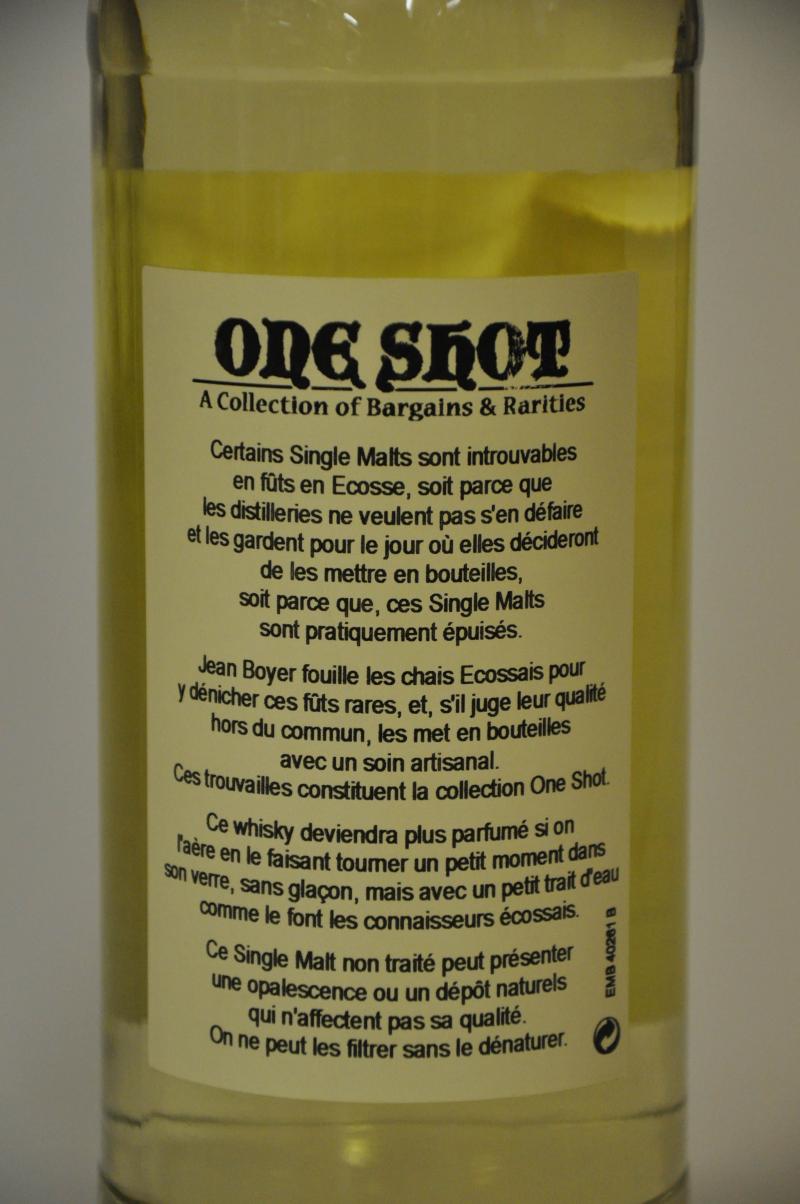 ONE SHOT
A Collection of Bargains & Rarities
Certains Single Malts sont introuvables
en fûts en Ecosse, soit parce que
les distilleries ne veulent pas s'en défaire
et les gardent pour le jour où elles décideront
de les mettre en bouteilles,
soit parce que, ces Single Malts
sont pratiquement épuisés.
Jean Boyer fouille les chais Ecossais pour
y dénicher ces fûts rares, et, s'il juge leur qualité
hors du commun, les met en bouteilles
avec un soin artisanal.
Ces trouvailles constituent la collection One Shot.
Ce whisky deviendra plus parfumé si on
l'aère en le faisant tourner un petit moment dans
son verre, sans glaçon, mais avec un petit trait d'eau
comme le font les connaisseurs écossais.
Ce Single Malt non traité peut présenter
une opalescence ou un dépôt naturels
qui n'affectent pas sa qualité.
On ne peut les filtrer sans le dénaturer.
EMB 40261 B